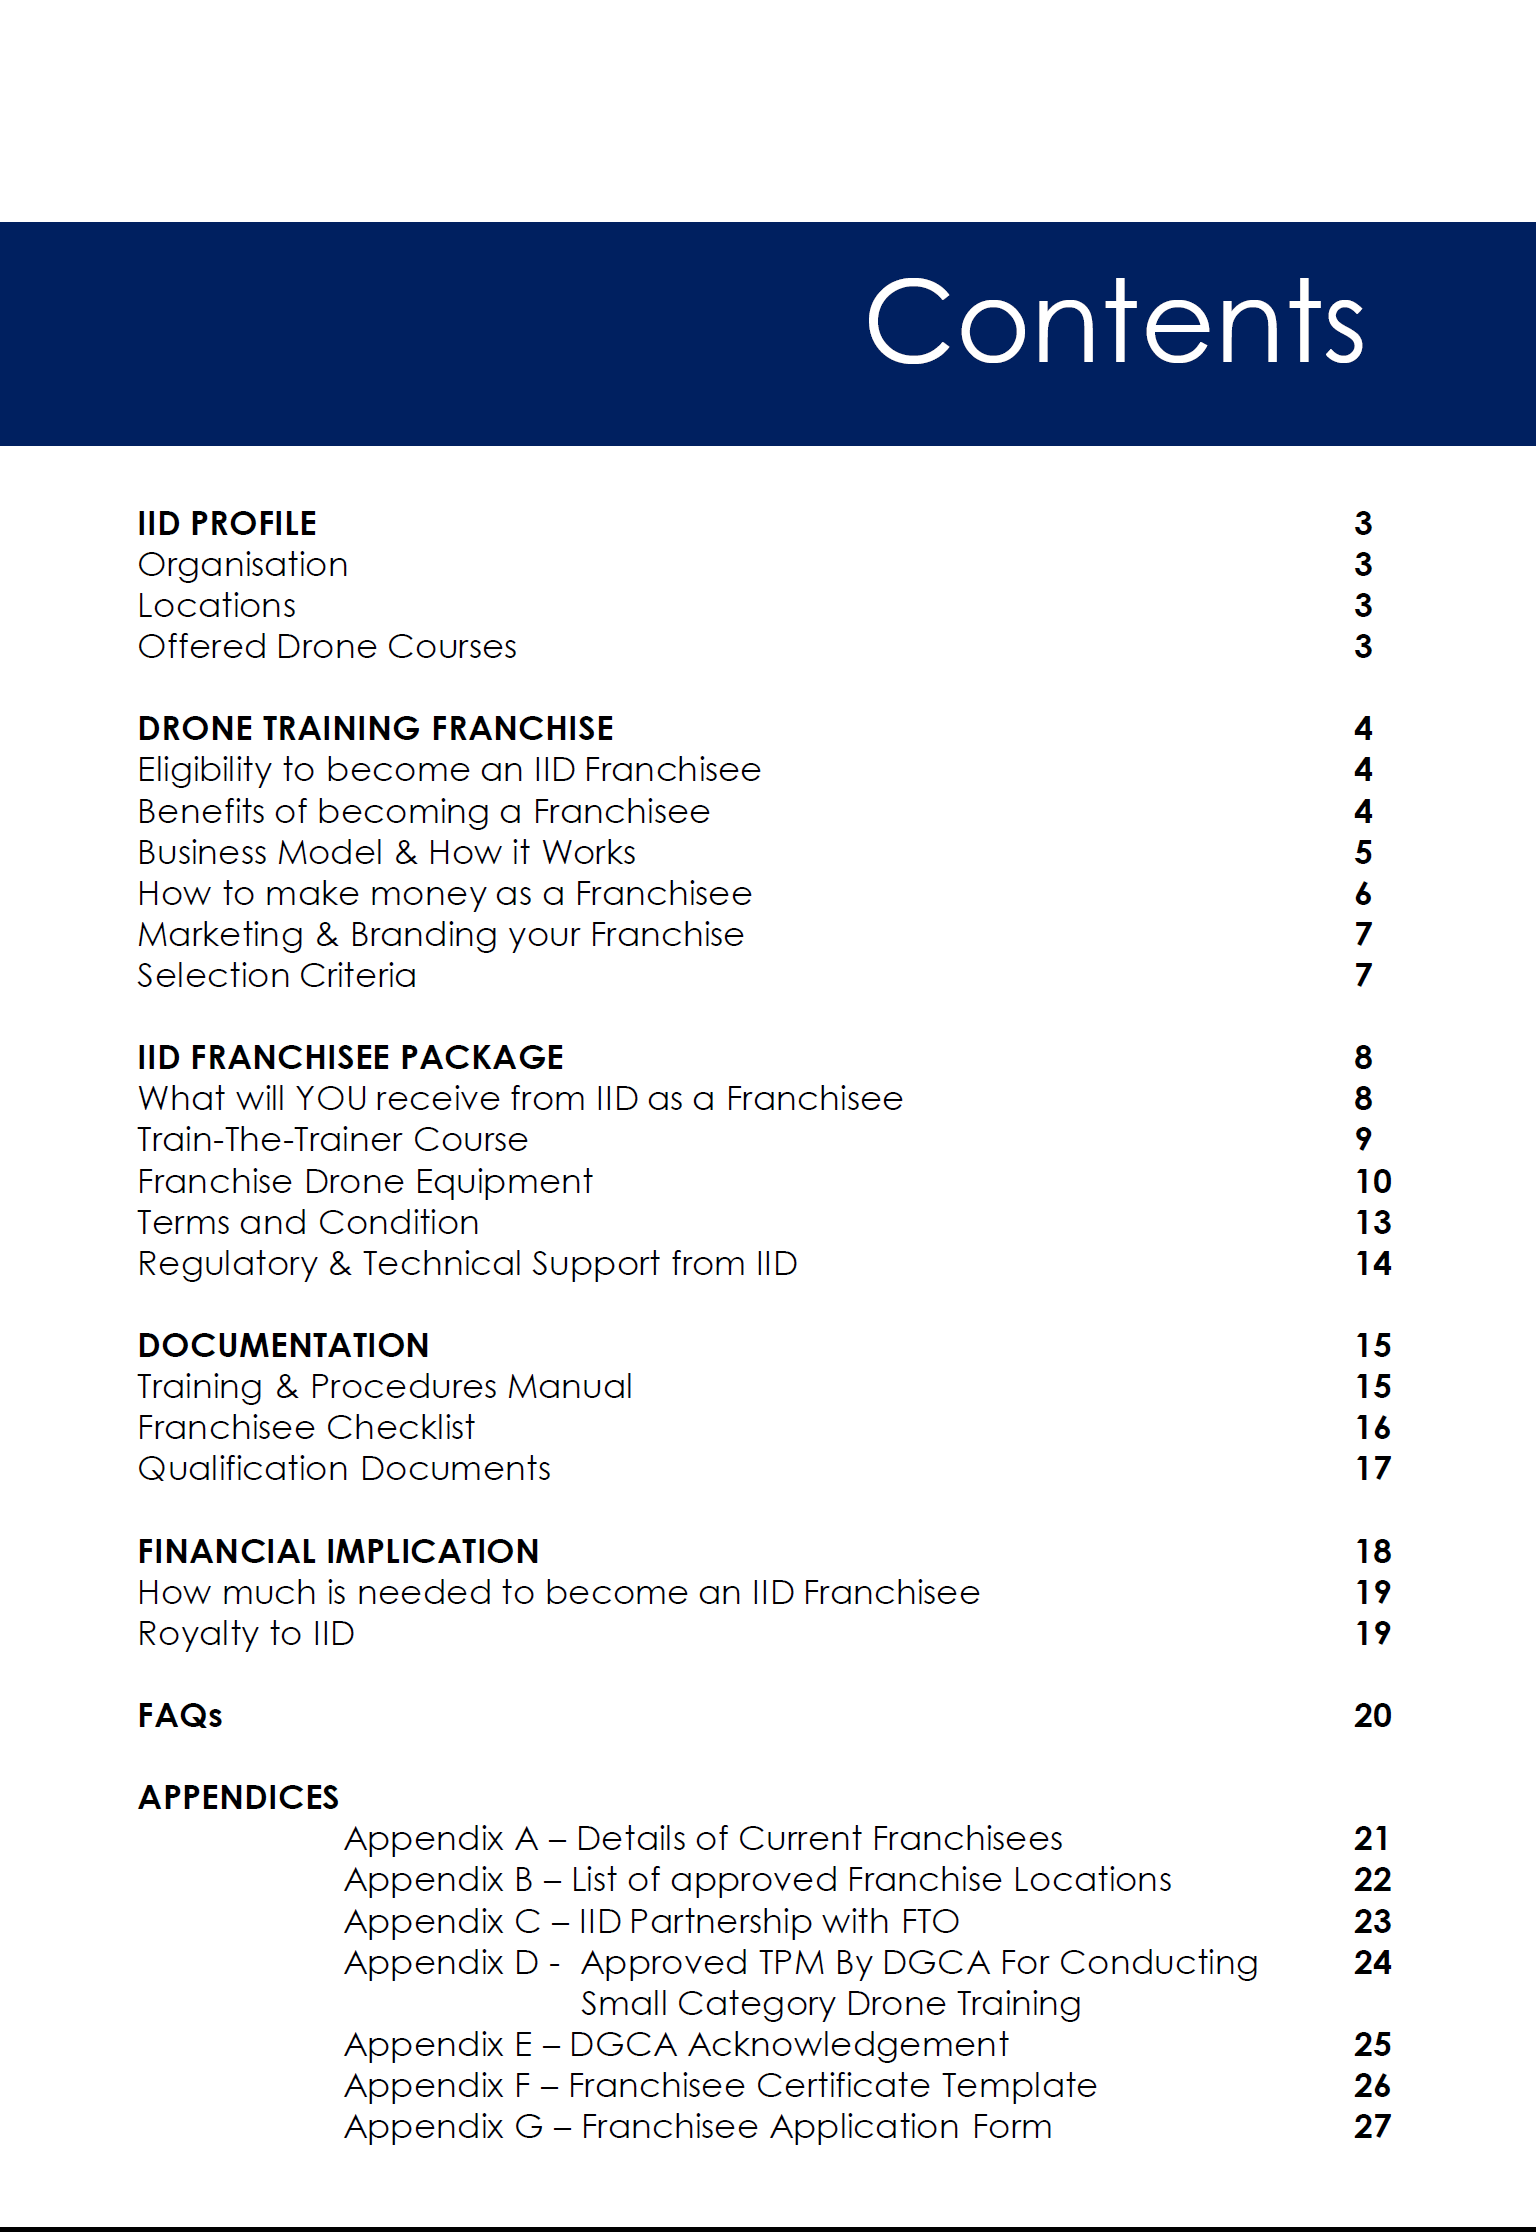 Contents
IID PROFILE 3
Organisation 3
Locations 3
Offered Drone Courses 3
DRONE TRAINING FRANCHISE 4
Eligibility to become an IID Franchisee 4
Benefits of becoming a Franchisee 4
Business Model & How it Works 5
How to make money as a Franchisee 6
Marketing & Branding your Franchise 7
Selection Criteria 7
IID FRANCHISEE PACKAGE 8
What will YOU receive from IID as a Franchisee 8
Train-The-Trainer Course 9
Franchise Drone Equipment 10
Terms and Condition 13
Regulatory & Technical Support from IID 14
DOCUMENTATION 15
Training & Procedures Manual 15
Franchisee Checklist 16
Qualification Documents 17
FINANCIAL IMPLICATION 18
How much is needed to become an IID Franchisee 19
Royalty to IID 19
FAQs 20
APPENDICES
Appendix A – Details of Current Franchisees 21
Appendix B – List of approved Franchise Locations 22
Appendix C – IID Partnership with FTO 23
Appendix D - Approved TPM By DGCA For Conducting 24
Small Category Drone Training
Appendix E – DGCA Acknowledgement 25
Appendix F – Franchisee Certificate Template 26
Appendix G – Franchisee Application Form 27